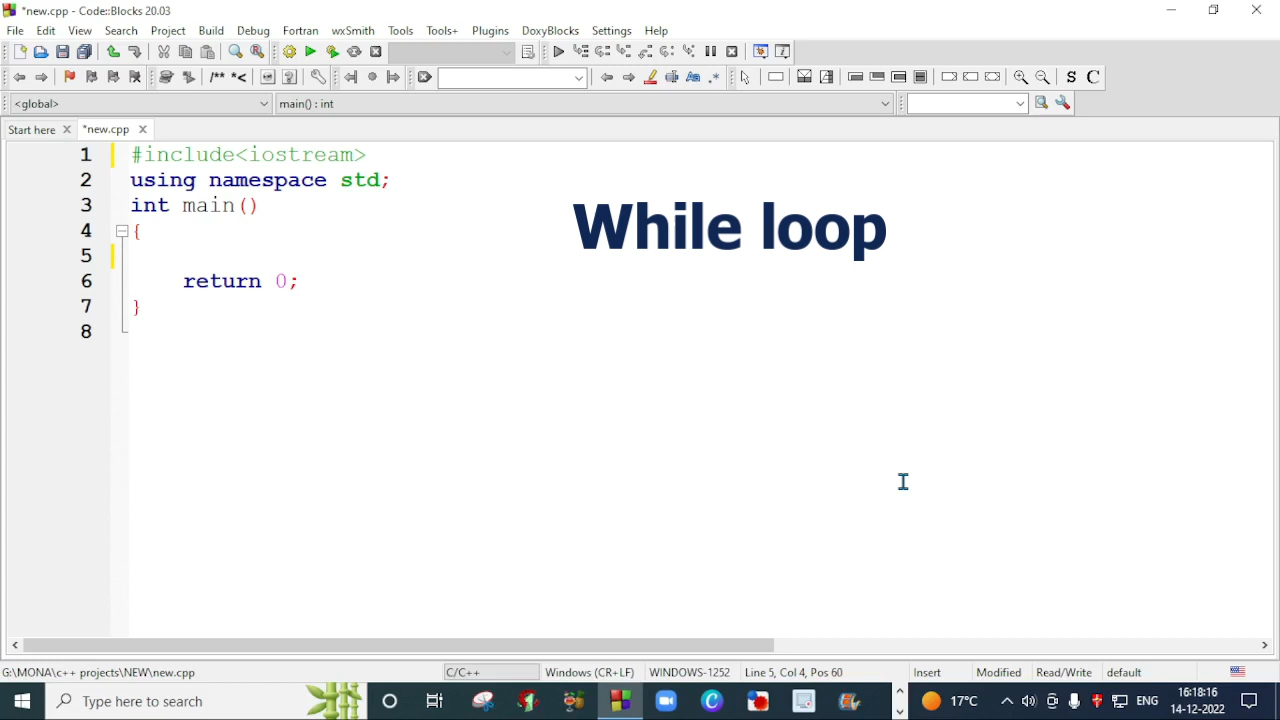 *new.cpp - Code::Blocks 20.03
File Edit View Search Project Build Debug Fortran wxSmith Tools Tools+ Plugins DoxyBlocks Settings Help
/** *<
Aa .* S C
<global> main() : int
Start here *new.cpp
1 #include<iostream>
2 using namespace std;
3 int main()
While loop
4 {
5
6 return 0;
7 }
8
G:\MONA\c++ projects\NEW\new.cpp C/C++ Windows (CR+LF) WINDOWS-1252 Line 5, Col 4, Pos 60 Insert Modified Read/Write default
Type here to search 17°C ENG 16:18:16
14-12-2022